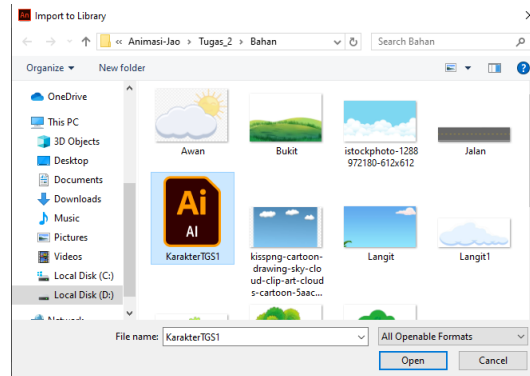 An Import to Library
« Animasi-Jao › Tugas_2 › Bahan
Search Bahan
Organize
New folder
OneDrive
This PC
3D Objects
Desktop
Documents
Downloads
Music
Pictures
Videos
Local Disk (C:)
Local Disk (D:)
Network
Awan
Bukit
istockphoto-1288
972180-612x612
Jalan
Ai
AI
KarakterTGS1
kisspng-cartoon-
drawing-sky-clo
ud-clip-art-cloud
s-cartoon-5aac...
Langit
Langit1
File name:
KarakterTGS1
All Openable Formats
Open
Cancel